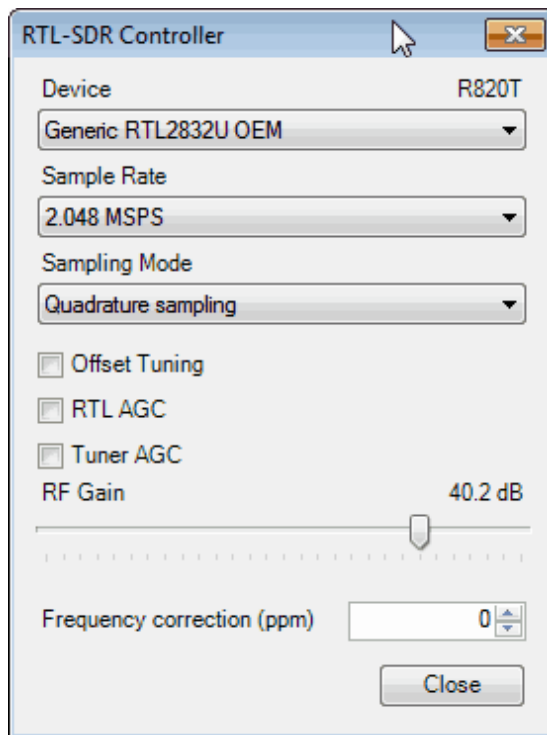 RTL-SDR Controller
Device R820T
Generic RTL2832U OEM
Sample Rate
2.048 MSPS
Sampling Mode
Quadrature sampling
Offset Tuning
RTL AGC
Tuner AGC
RF Gain 40.2 dB
Frequency correction (ppm) 0
Close